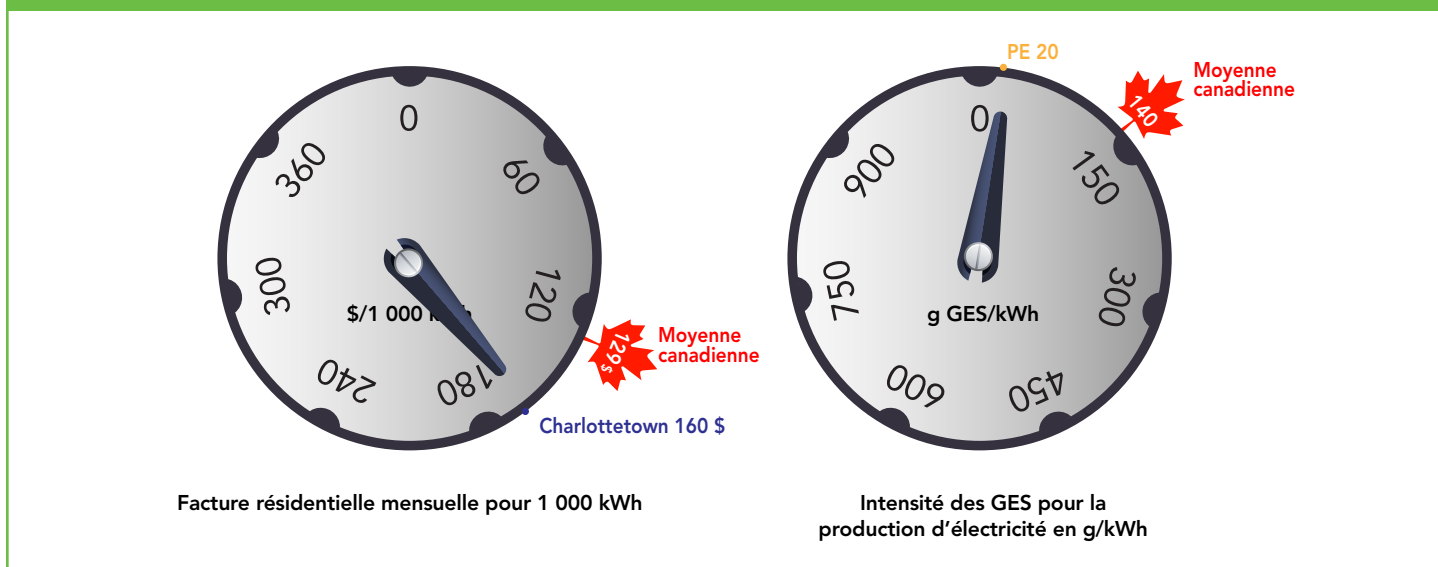 0
60
120
180
240
300
360
$/1 000 h
129$
Moyenne
canadienne
Charlottetown 160 $
Facture résidentielle mensuelle pour 1 000 kWh
PE 20
0
150
300
450
600
750
900
g GES/kWh
140
Moyenne
canadienne
Intensité des GES pour la
production d’électricité en g/kWh